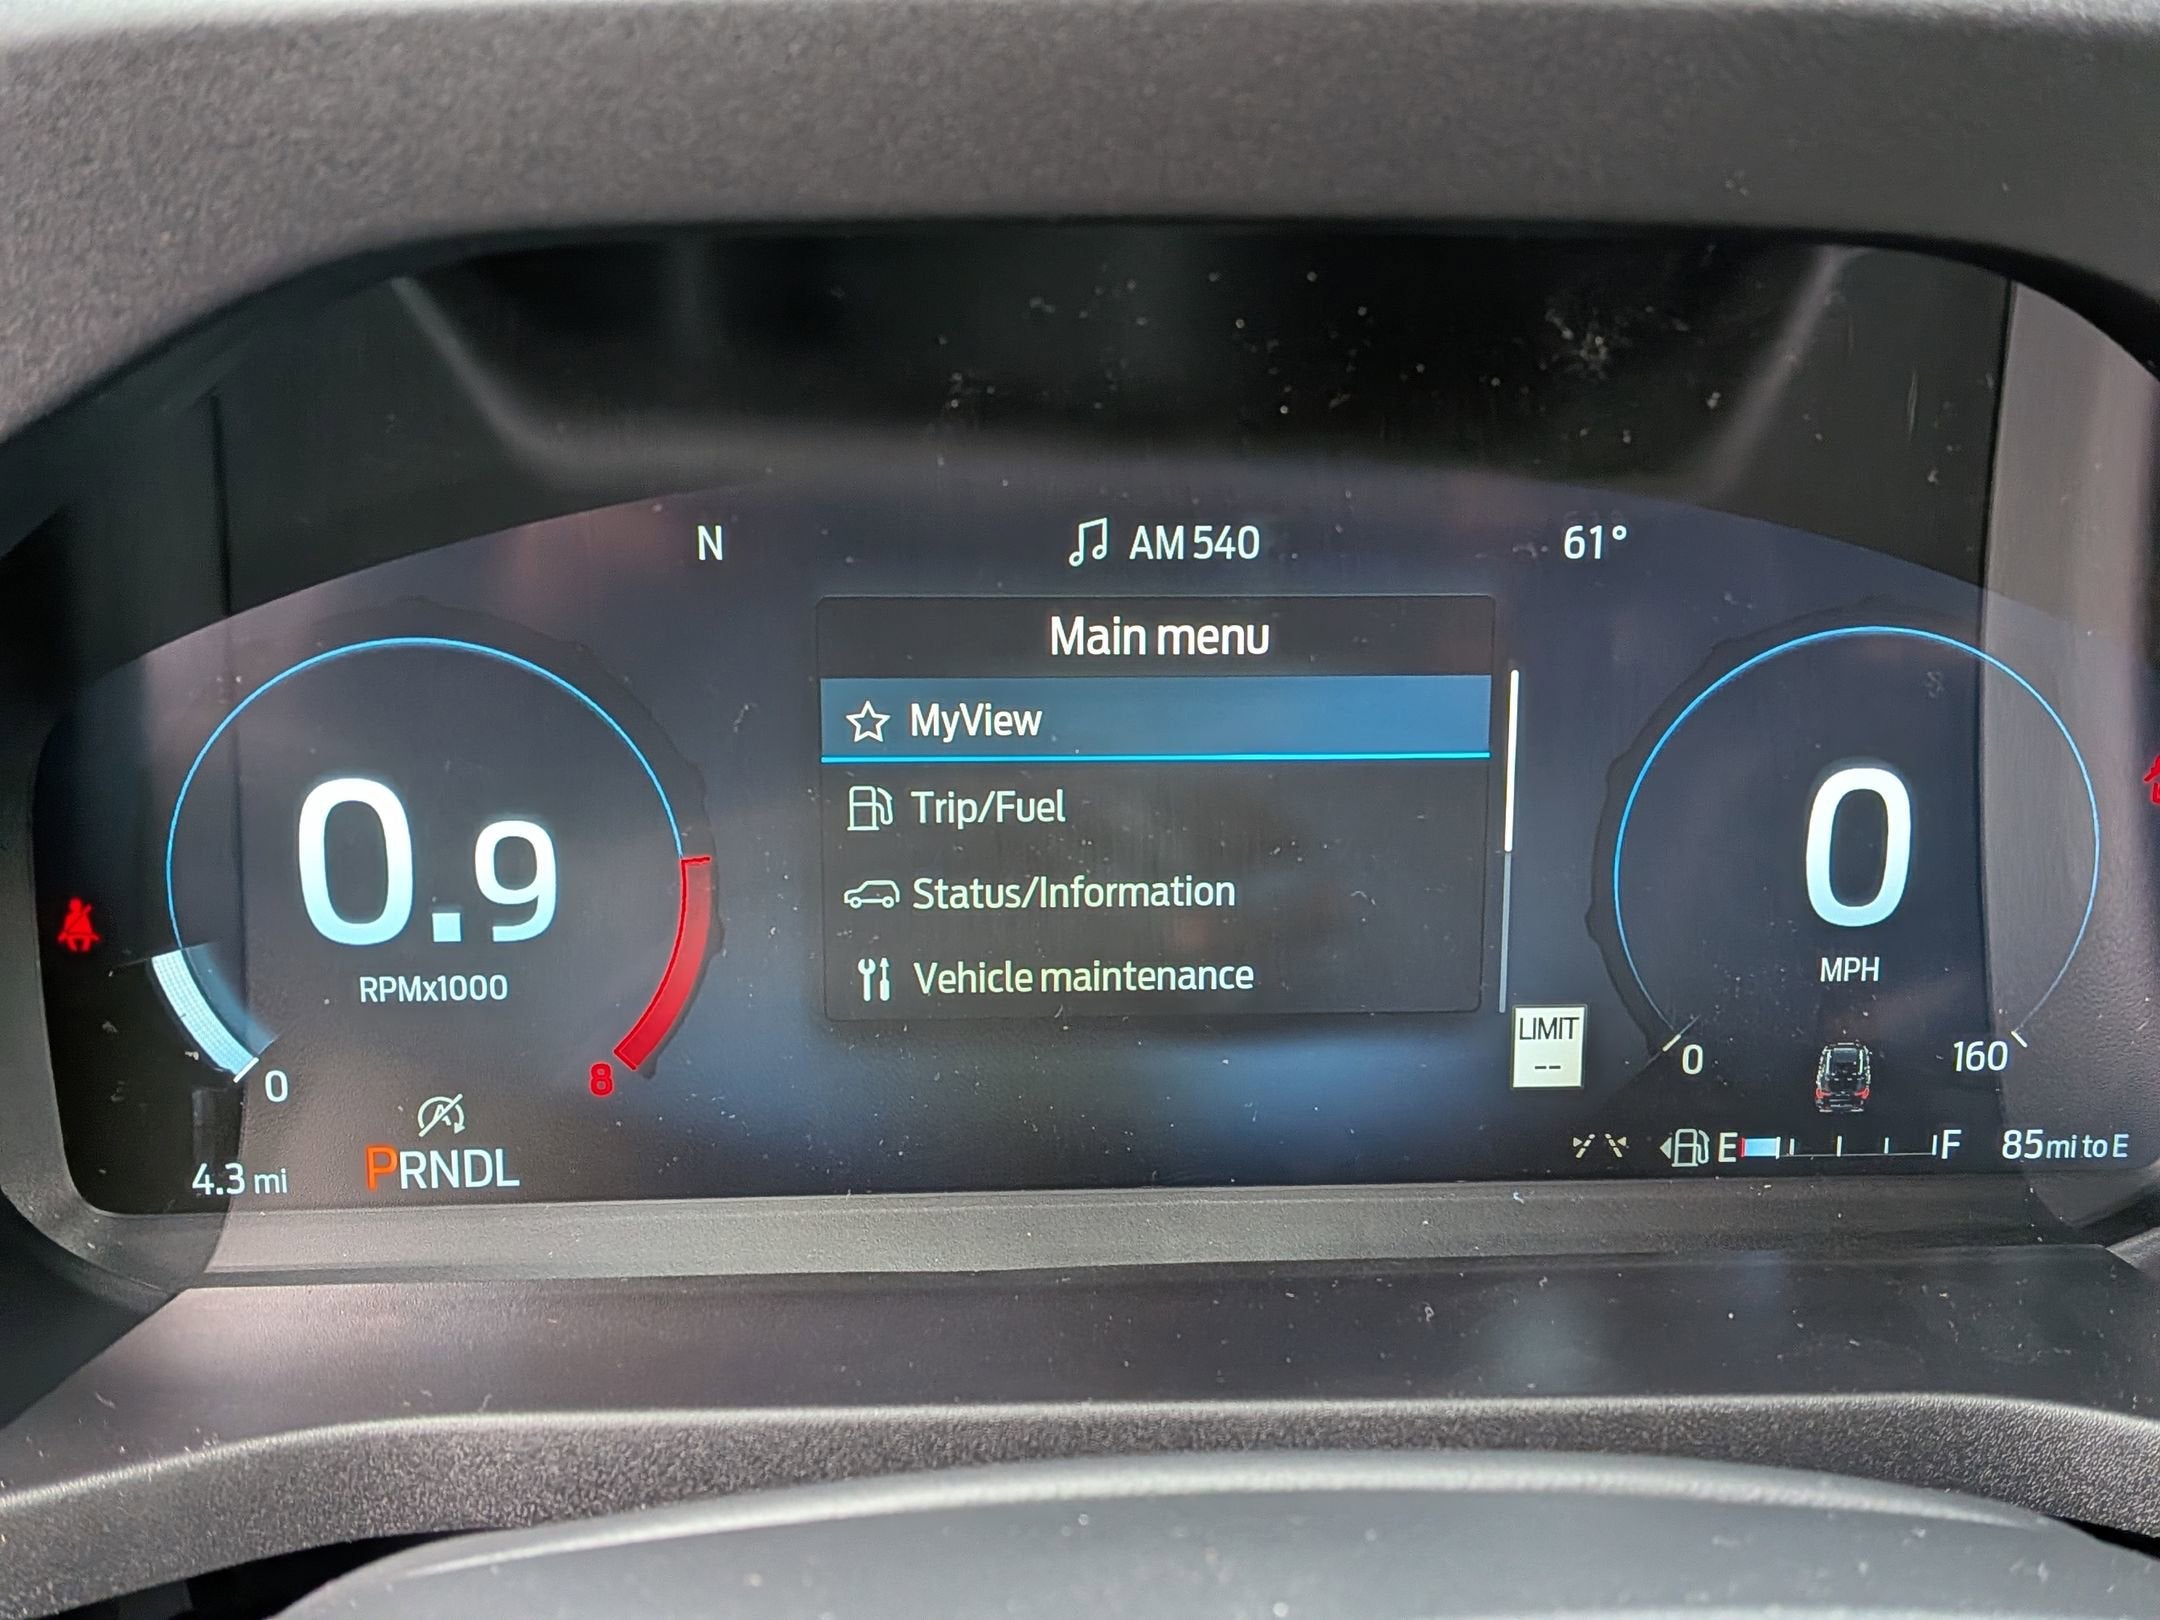 N
AM 540
61°
Main menu
MyView
Trip/Fuel
Status/Information
Vehicle maintenance
0.9
RPMx1000
0
8
4.3 mi
PRNDL
0
MPH
0
160
LIMIT
--
E
F
85 mi to E